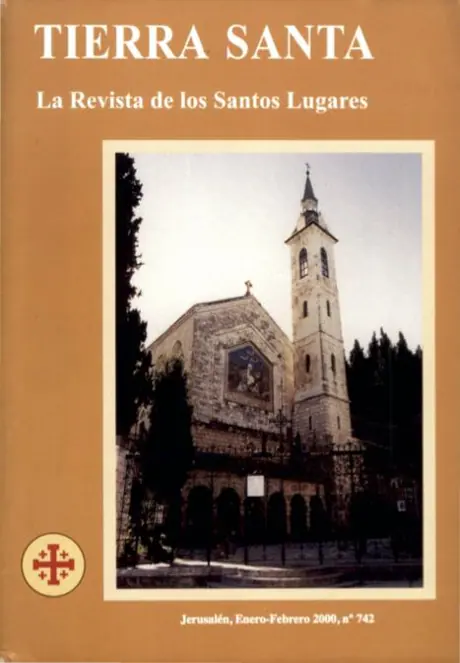 TIERRA SANTA
La Revista de los Santos Lugares
Jerusalén, Enero-Febrero 2000, nº 742